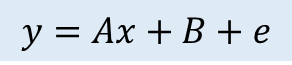 y = Ax + B + e